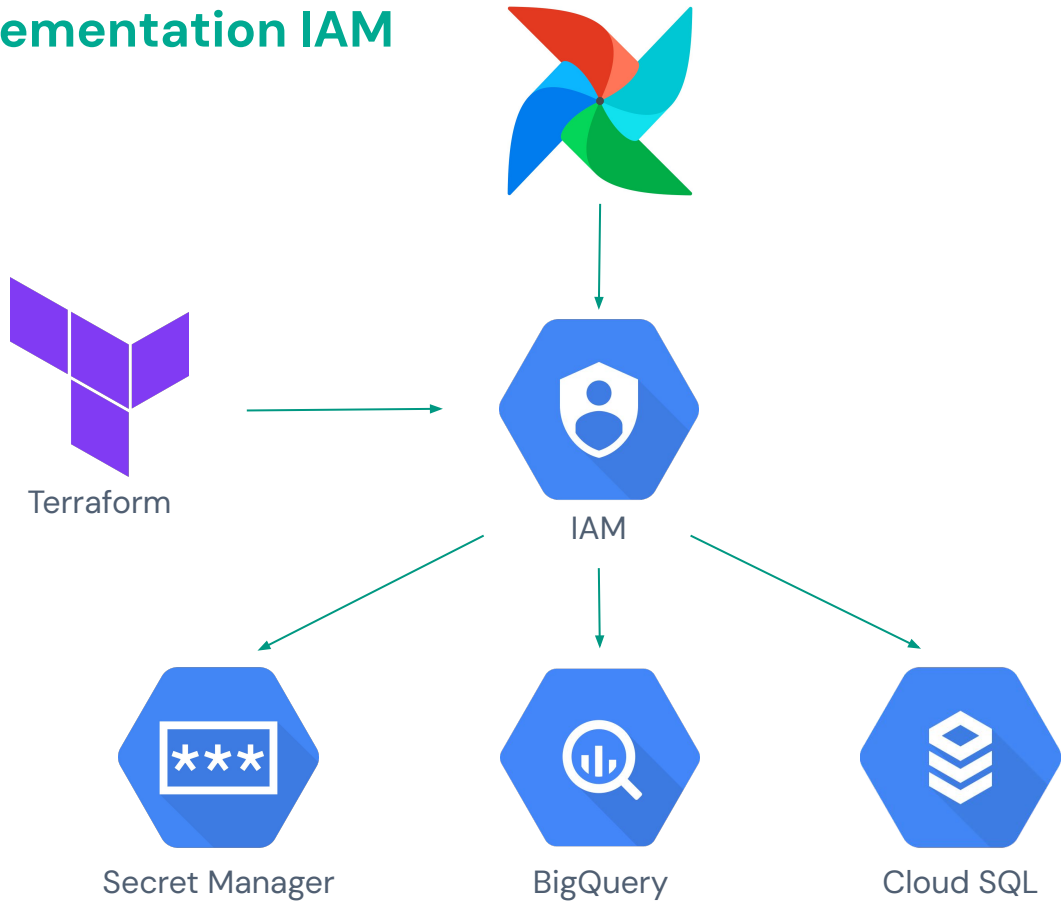 ementation IAM
Terraform
IAM
***
Secret Manager
BigQuery
Cloud SQL